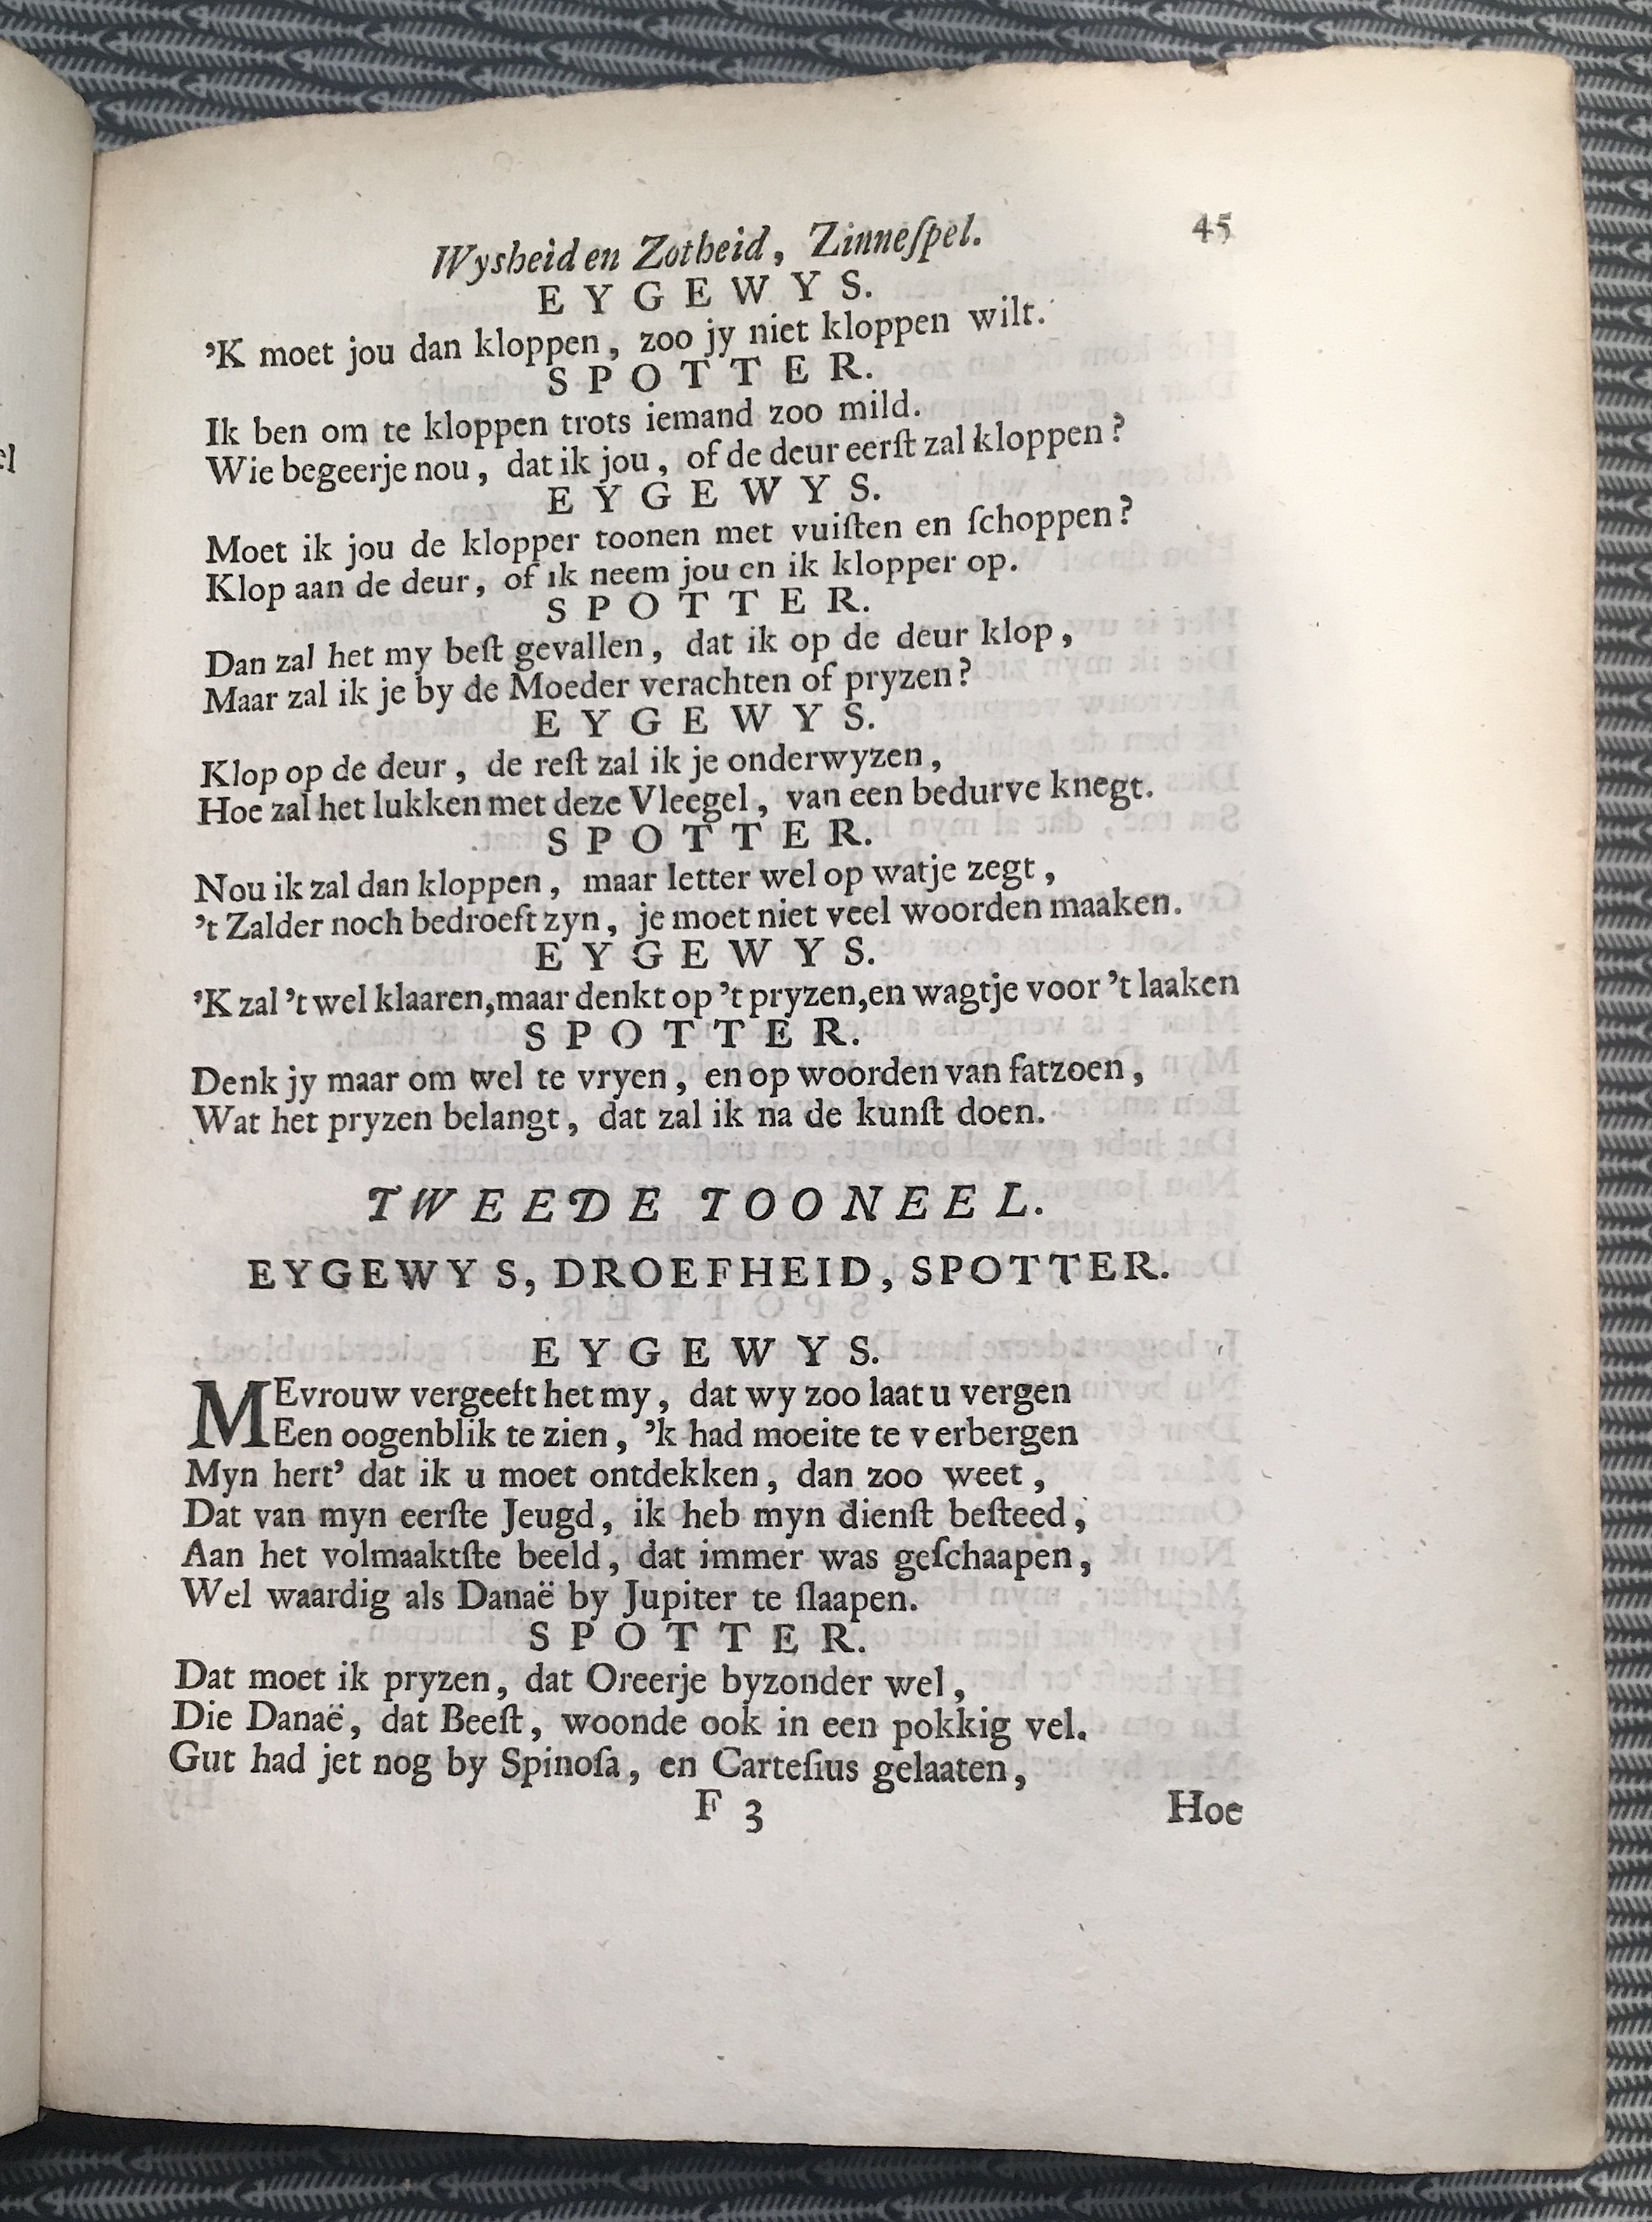 Wysheid en Zotheid, Zinneſpel. 45
EYGEWYS.
’K moet jou dan kloppen, zoo jy niet kloppen wilt.
SPOTTER.
Ik ben om te kloppen trots iemand zoo mild.
Wie begeerje nou, dat ik jou, of de deur eerſt zal kloppen?
EYGEWYS.
Moet ik jou de klopper toonen met vuiſten en ſchoppen?
Klop aan de deur, of ik neem jou en ik klopper op.
SPOTTER.
Dan zal het my beſt gevallen, dat ik op de deur klop,
Maar zal ik je by de Moeder verachten of pryzen?
EYGEWYS.
Klop op de deur, de reſt zal ik je onderwyzen,
Hoe zal het lukken met deze Vleegel, van een bedurve knegt.
SPOTTER.
Nou ik zal dan kloppen, maar letter wel op watje zegt,
’t Zalder noch bedroeft zyn, je moet niet veel woorden maaken.
EYGEWYS.
’K zal ’t wel klaaren, maar denkt op ’t pryzen, en wagtje voor ’t laaken
SPOTTER.
Denk jy maar om wel te vryen, en op woorden van fatzoen,
Wat het pryzen belangt, dat zal ik na de kunſt doen.
TWEEDE TOONEEL.
EYGEWYS, DROEFHEID, SPOTTER.
EYGEWYS.
MEvrouw vergeeft het my, dat wy zoo laat u vergen
Een oogenblik te zien, ’k had moeite te verbergen
Myn hert’ dat ik u moet ontdekken, dan zoo weet,
Dat van myn eerſte Jeugd, ik heb myn dienſt beſteed,
Aan het volmaaktſte beeld, dat immer was geſchaapen,
Wel waardig als Danaë by Jupiter te ſlaapen.
SPOTTER.
Dat moet ik pryzen, dat Oreerje byzonder wel,
Die Danaë, dat Beeſt, woonde ook in een pokkig vel.
Gut had jet nog by Spinoſa, en Carteſius gelaaten,
F 3 Hoe